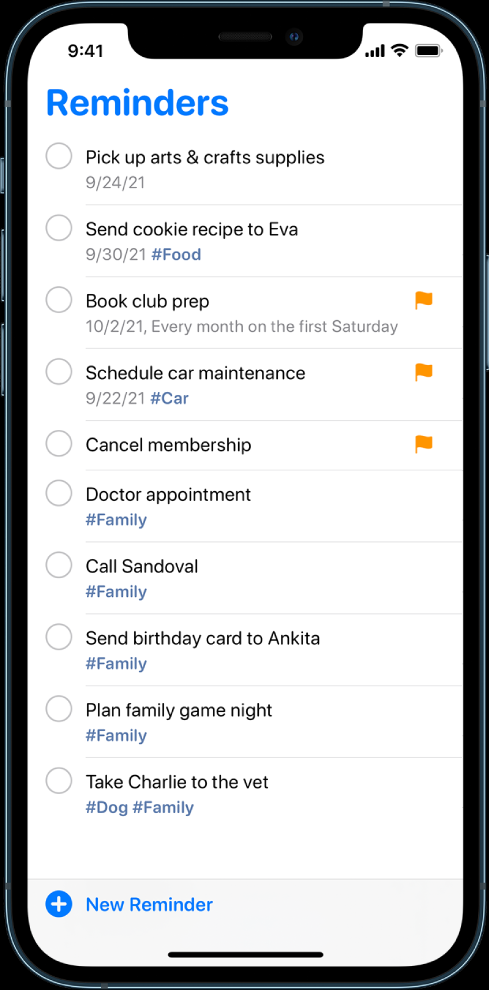 9:41
Reminders
Pick up arts & crafts supplies
9/24/21
Send cookie recipe to Eva
9/30/21 #Food
Book club prep
10/2/21, Every month on the first Saturday
Schedule car maintenance
9/22/21 #Car
Cancel membership
Doctor appointment
#Family
Call Sandoval
#Family
Send birthday card to Ankita
#Family
Plan family game night
#Family
Take Charlie to the vet
#Dog #Family
New Reminder